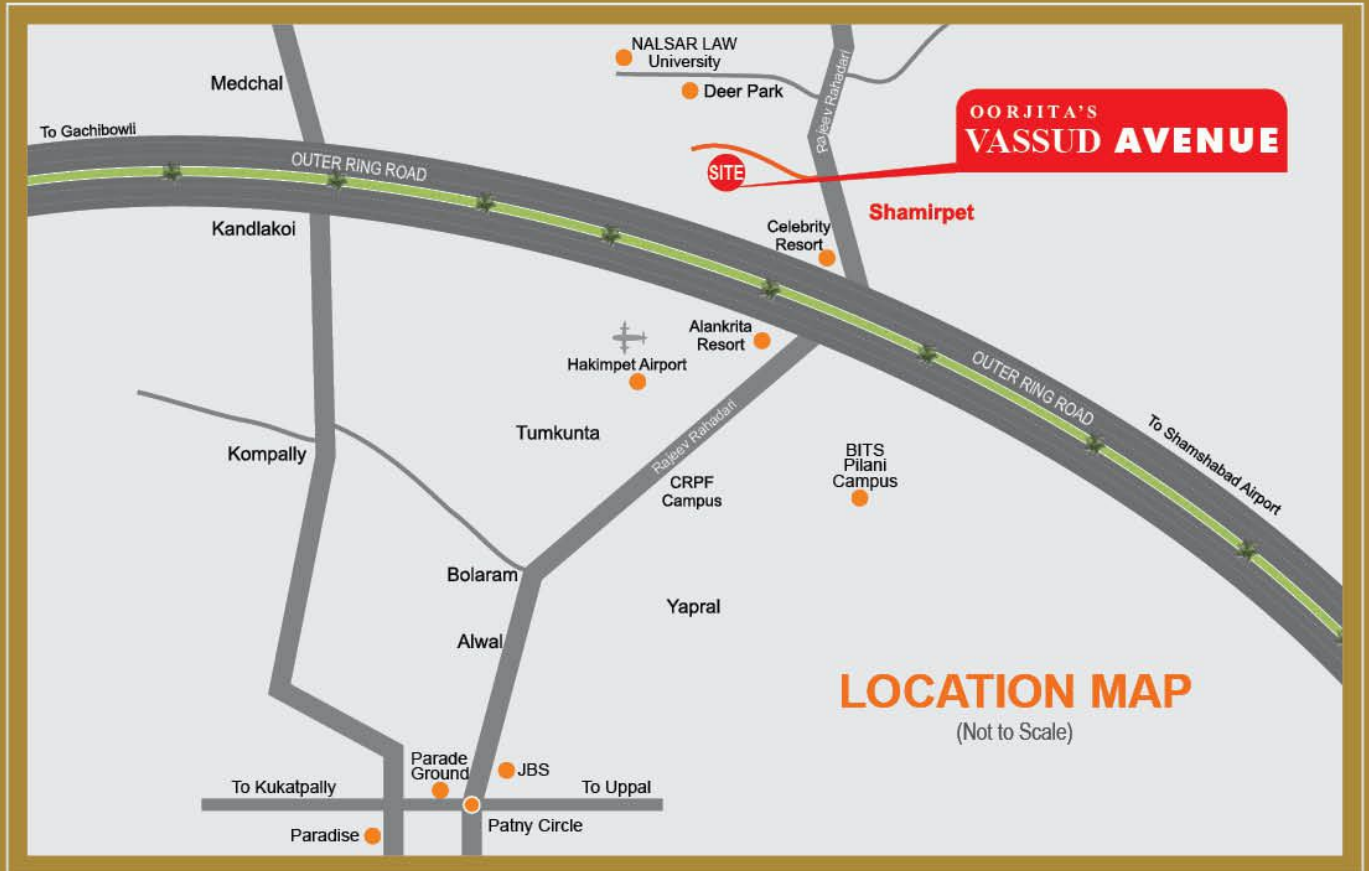 NALSAR LAW
University
Deer Park
Medchal
Rajeev Rahadari
OORJITA'S
VASSUD AVENUE
To Gachibowli
OUTER RING ROAD
SITE
Shamirpet
Kandlakoi
Celebrity
Resort
Alankrita
Resort
Hakimpet Airport
OUTER RING ROAD
To Shamshabad Airport
Rajeev Rahadari
Tumkunta
Kompally
BITS
Pilani
Campus
CRPF
Campus
Bolaram
Yapral
Alwal
LOCATION MAP
(Not to Scale)
Parade
Ground
JBS
To Kukatpally
To Uppal
Patny Circle
Paradise